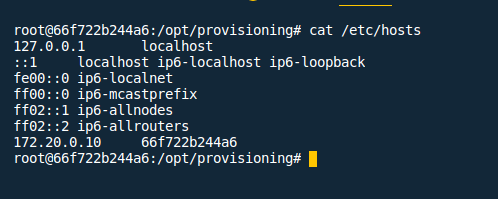 root@66f722b244a6:/opt/provisioning# cat /etc/hosts
127.0.0.1       localhost
::1     localhost ip6-localhost ip6-loopback
fe00::0 ip6-localnet
ff00::0 ip6-mcastprefix
ff02::1 ip6-allnodes
ff02::2 ip6-allrouters
172.20.0.10     66f722b244a6
root@66f722b244a6:/opt/provisioning#